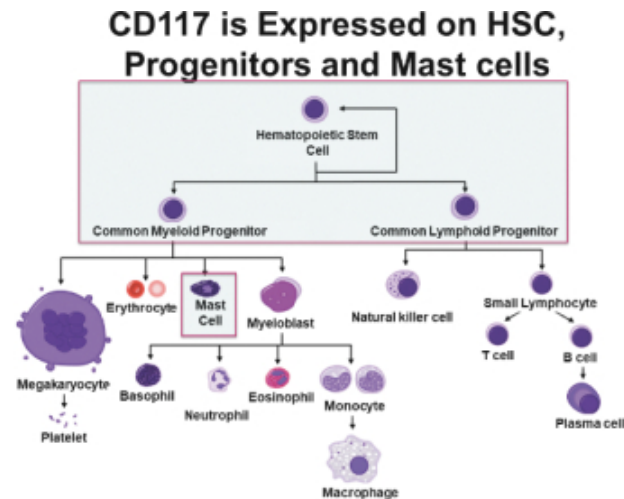 CD117 is Expressed on HSC,
Progenitors and Mast cells
Hematopoietic Stem
Cell
Common Myeloid Progenitor
Common Lymphoid Progenitor
Erythrocyte
Mast
Cell
Myeloblast
Natural killer cell
Small Lymphocyte
Megakaryocyte
Basophil
Neutrophil
Eosinophil
Monocyte
T cell
B cell
Platelet
Plasma cell
Macrophage